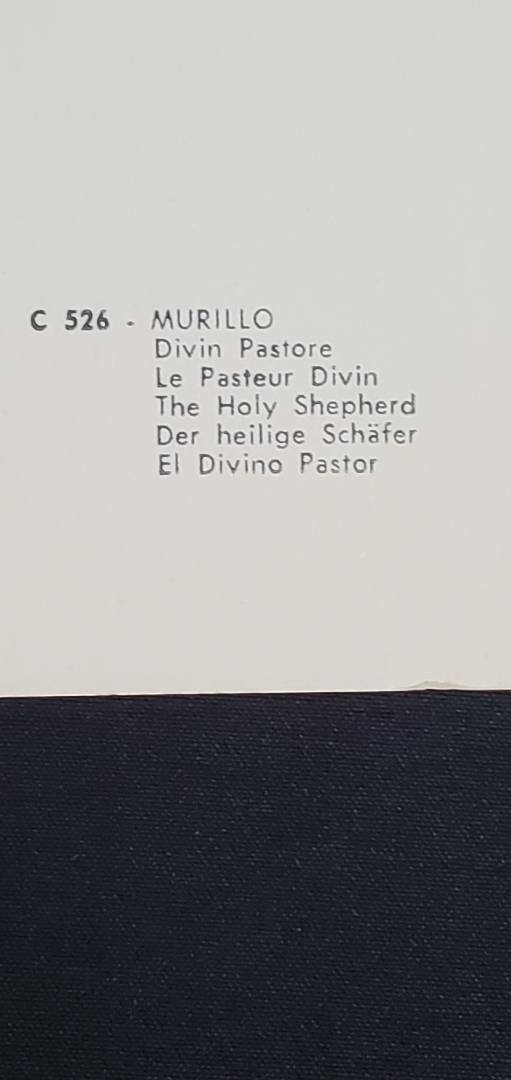 C 526 - MURILLO
Divin Pastore
Le Pasteur Divin
The Holy Shepherd
Der heilige Schäfer
El Divino Pastor